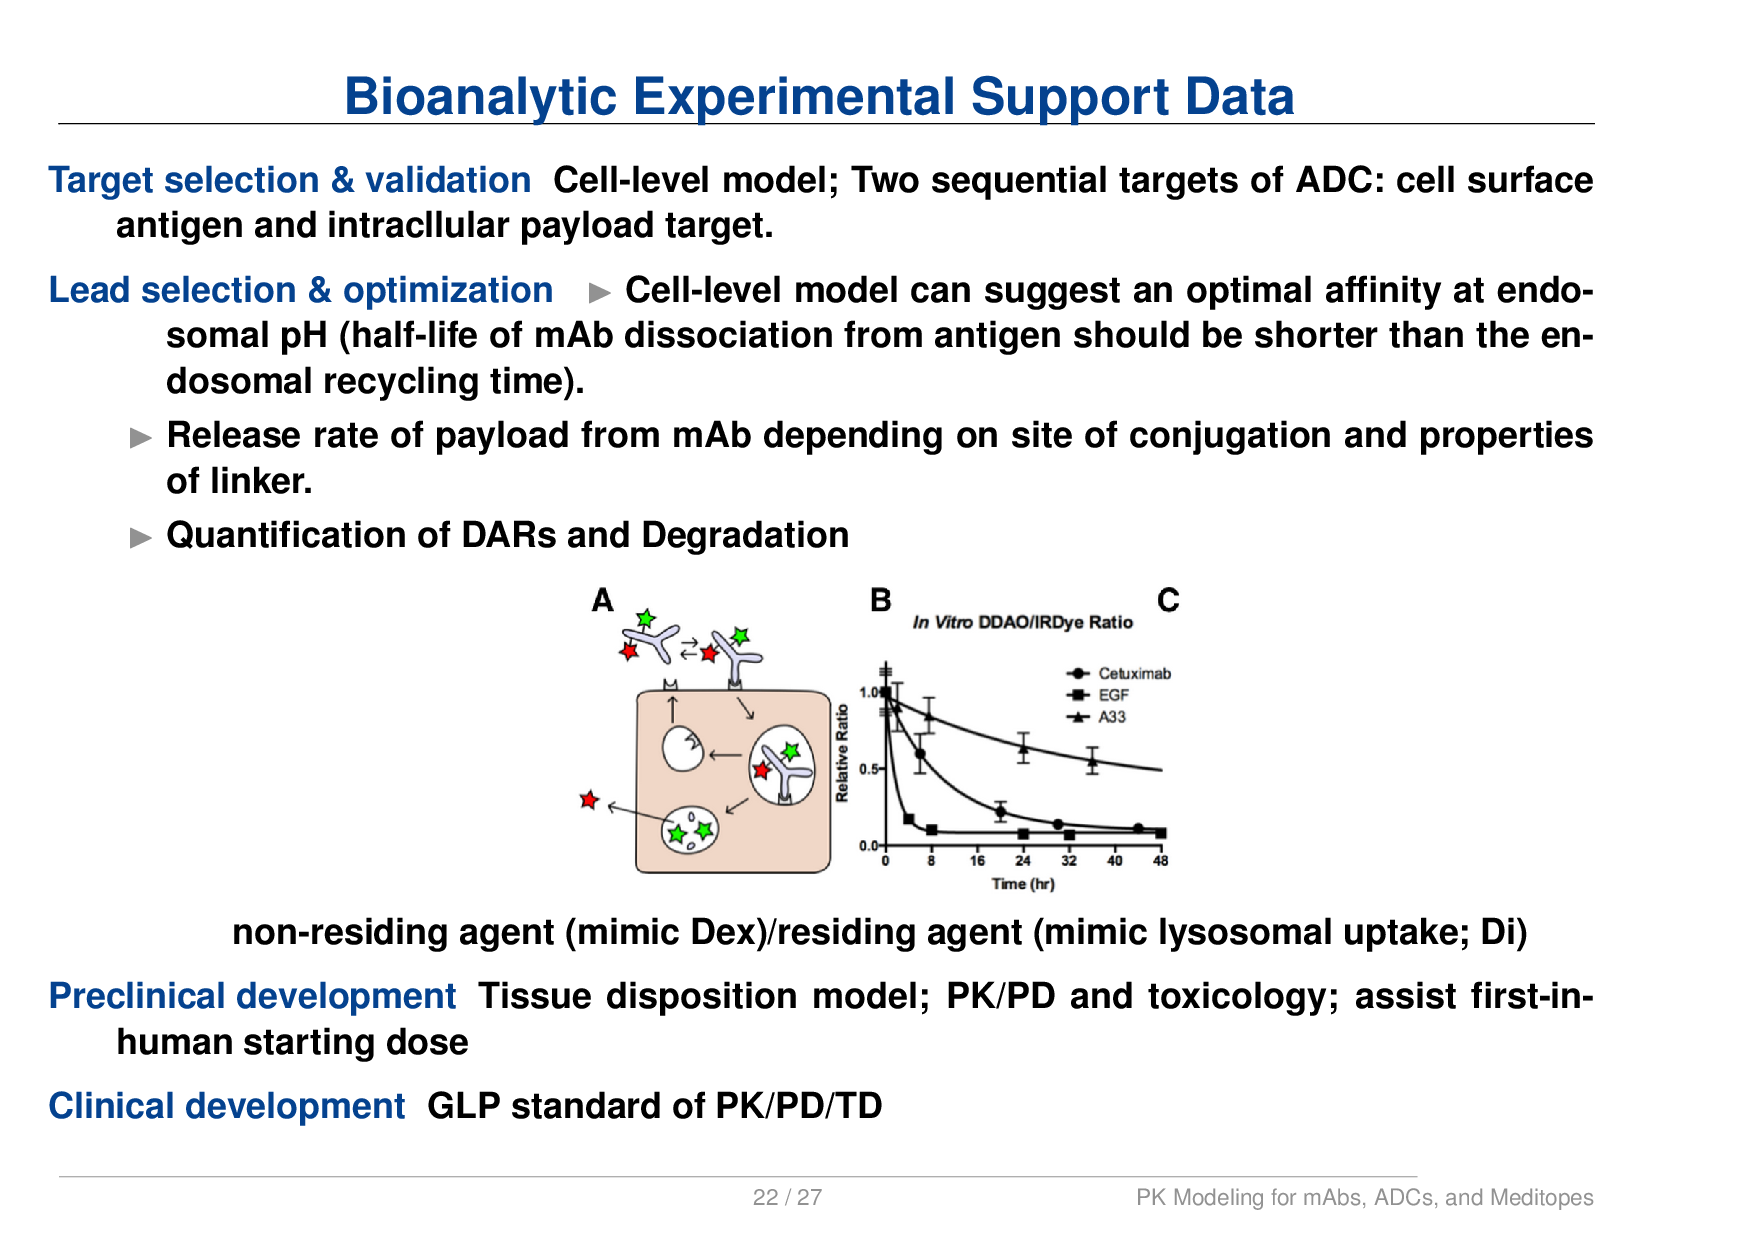 Bioanalytic Experimental Support Data
Target selection & validation Cell-level model; Two sequential targets of ADC: cell surface
antigen and intracllular payload target.
Lead selection & optimization ▶ Cell-level model can suggest an optimal affinity at endo-
somal pH (half-life of mAb dissociation from antigen should be shorter than the en-
dosomal recycling time).
▶ Release rate of payload from mAb depending on site of conjugation and properties
of linker.
▶ Quantification of DARs and Degradation
A
B
C
In Vitro DDAO/IRDye Ratio
Cetuximab
EGF
A33
Relative Ratio
1.0
0.5
0.0
0 8 16 24 32 40 48
Time (hr)
non-residing agent (mimic Dex)/residing agent (mimic lysosomal uptake; Di)
Preclinical development Tissue disposition model; PK/PD and toxicology; assist first-in-
human starting dose
Clinical development GLP standard of PK/PD/TD
22 / 27
PK Modeling for mAbs, ADCs, and Meditopes